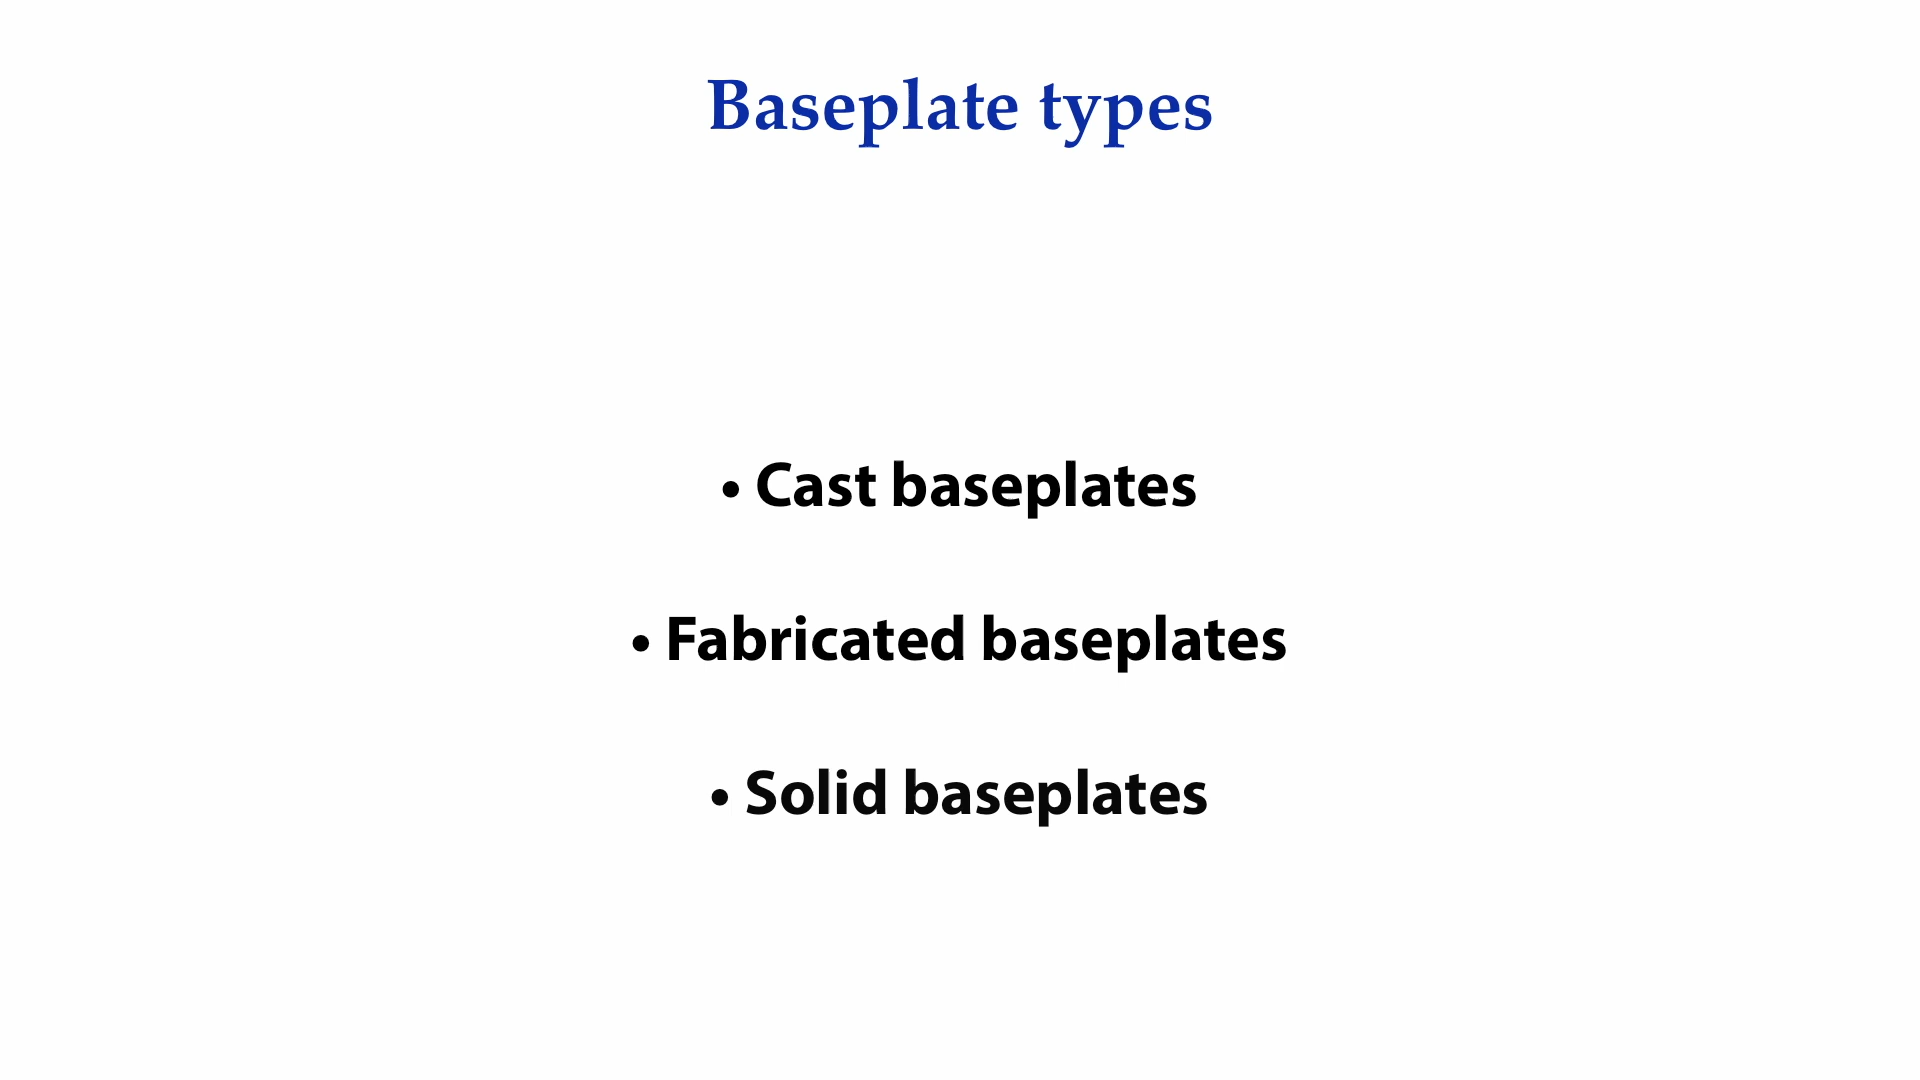 Baseplate types
• Cast baseplates
• Fabricated baseplates
• Solid baseplates